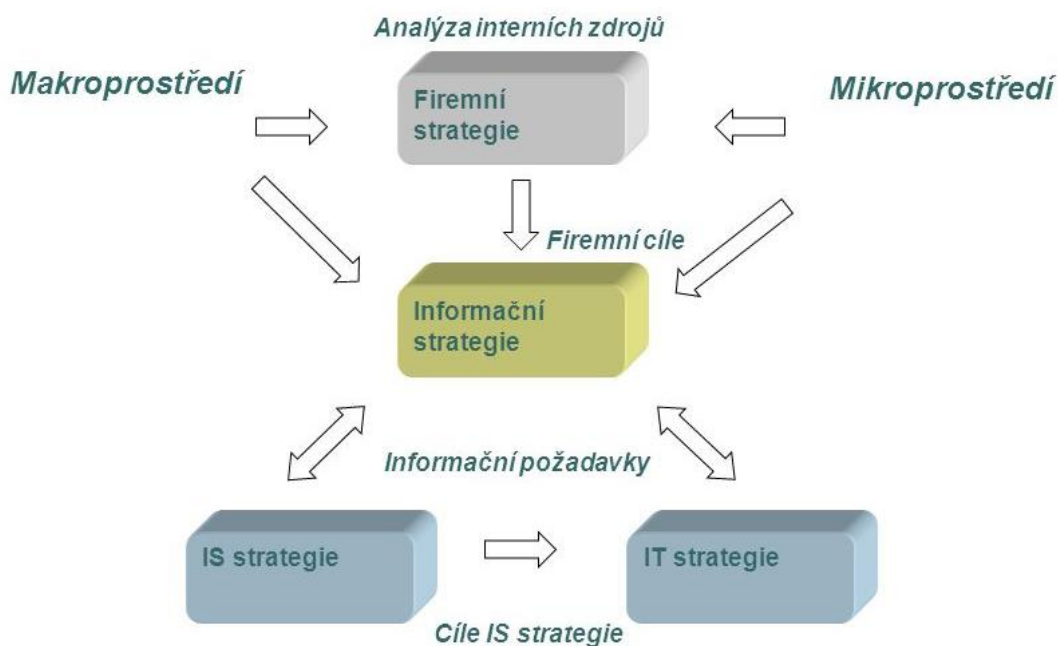 Analýza interních zdrojů
Makroprostředí
Mikroprostředí
Firemní
strategie
Firemní cíle
Informační
strategie
Informační požadavky
IS strategie
IT strategie
Cíle IS strategie